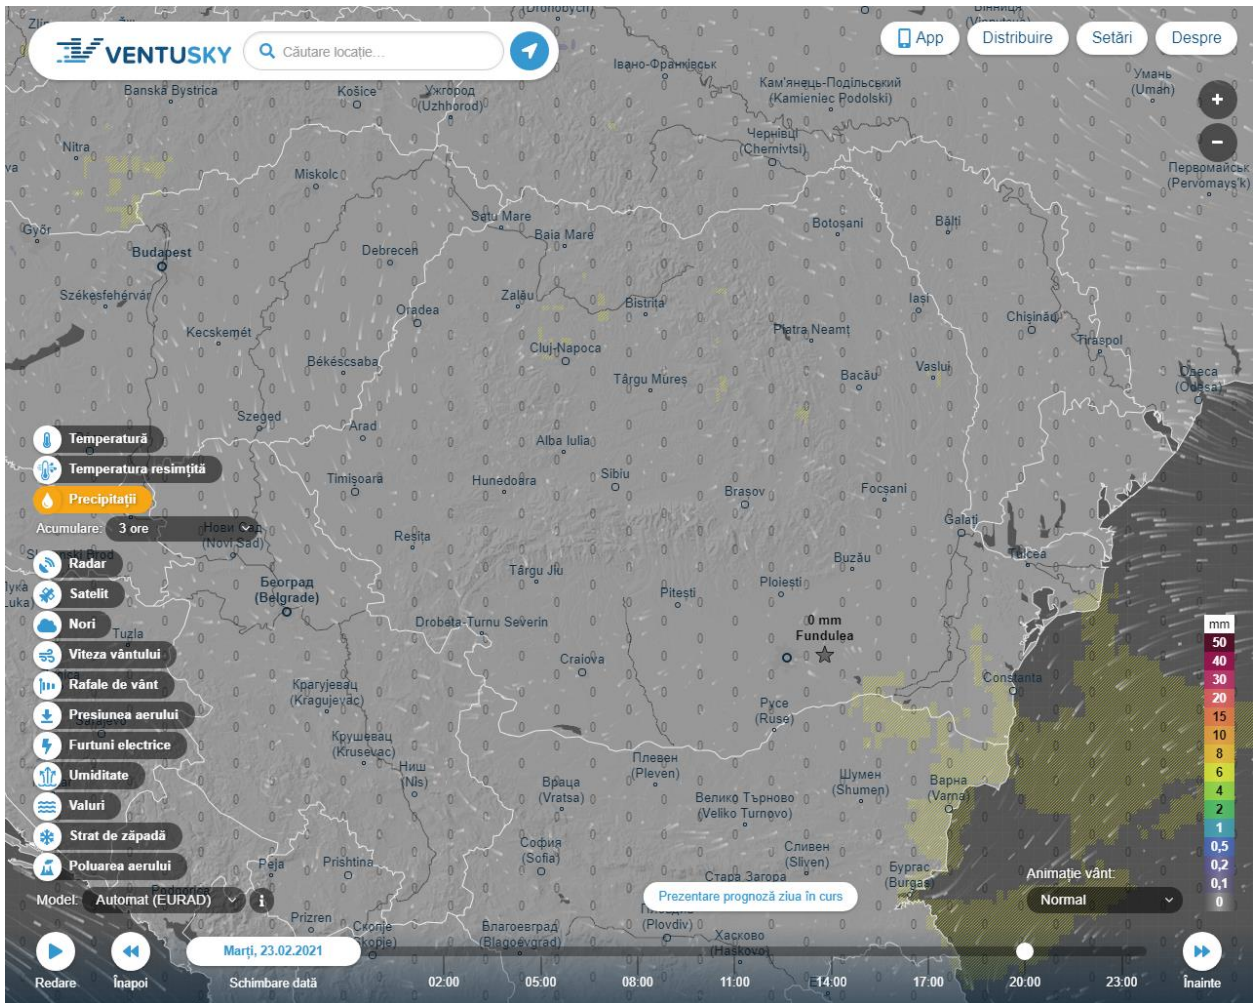 Drohobych)
Вінниця
VENTUSKY
Căutare locație...
App
Distribuire
Setări
Despre
Івано-Франківськ
Banská Bystrica
Košice
Ужгород
(Uzhhorod)
Кам'янець-Подільський
(Kamieniec Podolski)
Умань
(Uman)
+
−
Nitra
Miskolc
Чернівці
(Chernivtsi)
Первомайськ
(Pervomays'k)
Győr
Budapest
Satu Mare
Baia Mare
Botoșani
Bălți
Debrecen
Székesfehérvár
Oradea
Zalău
Bistrița
Iași
Chișinău
Kecskemét
Piatra Neamț
Tiraspol
Békéscsaba
Cluj-Napoca
Târgu Mureș
Bacău
Vaslui
Одеса
(Odesa)
Szeged
Arad
Temperatură
Alba Iulia
Temperatura resimțită
Timișoara
Hunedoara
Sibiu
Brașov
Focșani
Precipitații
Acumulare:
3 ore
Нови Сад
(Novi Sad)
Reșița
Galați
Tulcea
Radar
Buzău
Târgu Jiu
Ploiești
Београд
(Belgrade)
Satelit
Pitești
Nori
Tuzla
Drobeta-Turnu Severin
0 mm
Fundulea
Viteza vântului
Craiova
Constanta
Rafale de vânt
Крагујевац
(Kragujevac)
Русе
(Ruse)
Presiunea aerului
Sarajevo
Furtuni electrice
Крушевац
(Krusevac)
Ниш
(Nis)
Плевен
(Pleven)
Umiditate
Враца
(Vratsa)
Шумен
(Shumen)
Варна
(Varna)
Valuri
Велико Търново
(Veliko Turnovo)
Strat de zăpadă
София
(Sofia)
Сливен
(Sliven)
Poluarea aerului
Peja
Prishtina
Стара Загора
Бургас
(Burgas)
mm
50
40
30
20
15
10
8
6
4
2
1
0,5
0,2
0,1
0
Animație vânt:
Normal
Model:
Automat (EURAD)
i
Podgorica
Prezentare prognoză ziua în curs
Prizren
Скопје
Благоевград
(Blagoevgrad)
Пловдив
(Plovdiv)
Хасково
(Haskovo)
Redare
Înapoi
Marți, 23.02.2021
Schimbare dată
02:00
05:00
08:00
11:00
14:00
17:00
20:00
23:00
Înainte